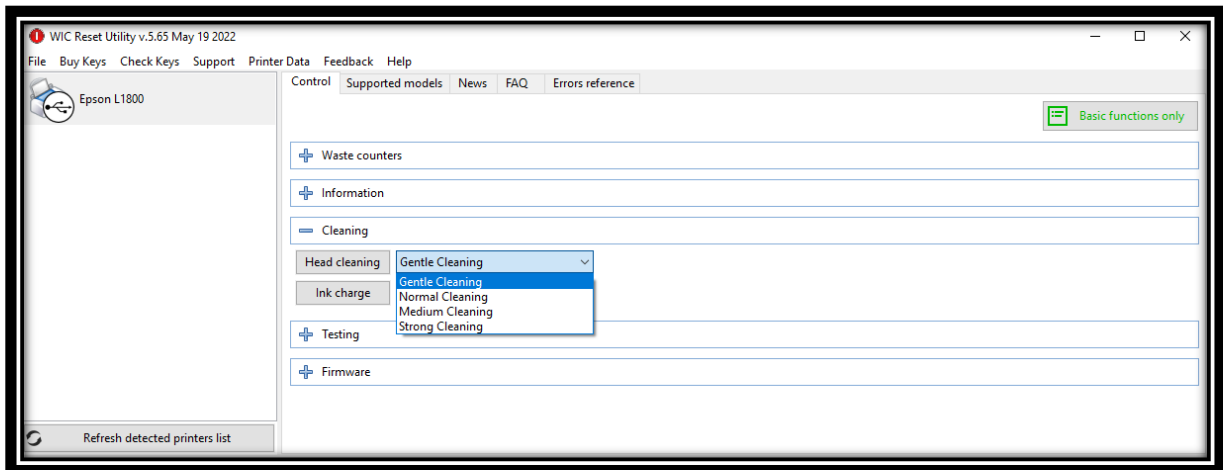 WIC Reset Utility v.5.65 May 19 2022
File Buy Keys Check Keys Support Printer Data Feedback Help
Control Supported models News FAQ Errors reference
Epson L1800
Basic functions only
Waste counters
Information
Cleaning
Head cleaning Gentle Cleaning
Gentle Cleaning
Ink charge
Normal Cleaning
Medium Cleaning
Strong Cleaning
Testing
Firmware
Refresh detected printers list